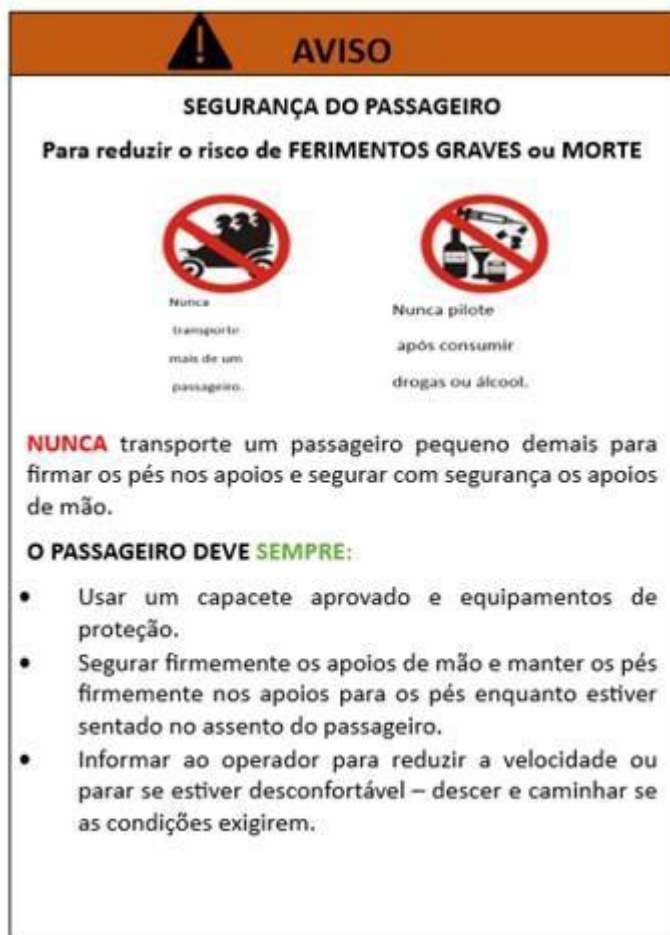 AVISO
SEGURANÇA DO PASSAGEIRO
Para reduzir o risco de FERIMENTOS GRAVES ou MORTE
Nunca
transporte
mais de um
passageiro.
Nunca pilote
após consumir
drogas ou álcool.
NUNCA transporte um passageiro pequeno demais para
firmar os pés nos apoios e segurar com segurança os apoios
de mão.
O PASSAGEIRO DEVE SEMPRE:
• Usar um capacete aprovado e equipamentos de
proteção.
• Segurar firmemente os apoios de mão e manter os pés
firmemente nos apoios para os pés enquanto estiver
sentado no assento do passageiro.
• Informar ao operador para reduzir a velocidade ou
parar se estiver desconfortável – descer e caminhar se
as condições exigirem.